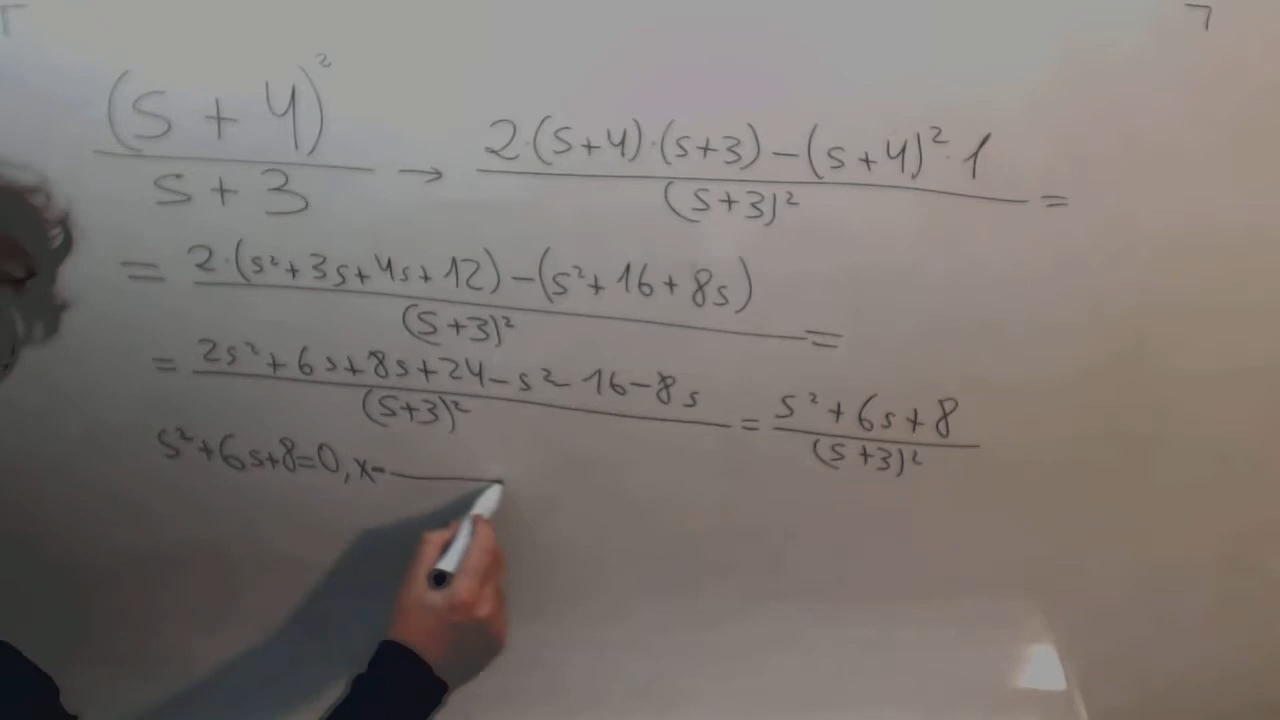 (s + 4)² / s + 3 → 2·(s+4)·(s+3) – (s+4)²·1 / (s+3)² =
= 2·(s²+3s+4s+12) – (s²+16+8s) / (s+3)² =
= 2s²+6s+8s+24–s²–16–8s / (s+3)² = s²+6s+8 / (s+3)²
s²+6s+8=0, x=